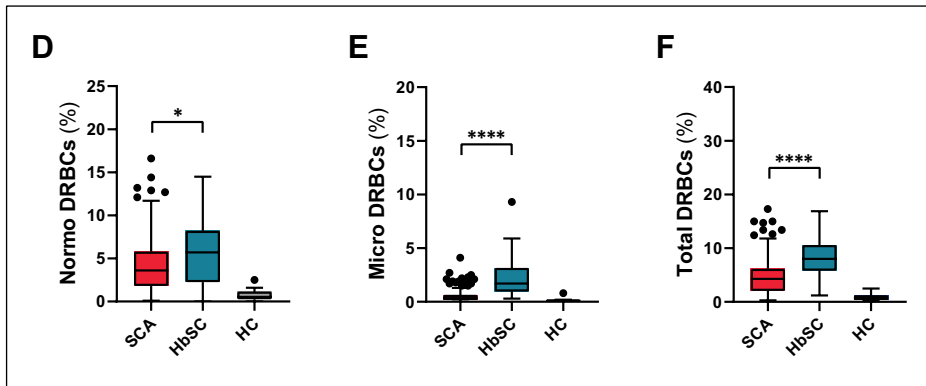 D
E
F
Normo DRBCs (%)
25
20
15
10
5
0
*
SCA
HbSC
HC
Micro DRBCs (%)
20
15
10
5
0
****
SCA
HbSC
HC
Total DRBCs (%)
40
30
20
10
0
****
SCA
HbSC
HC